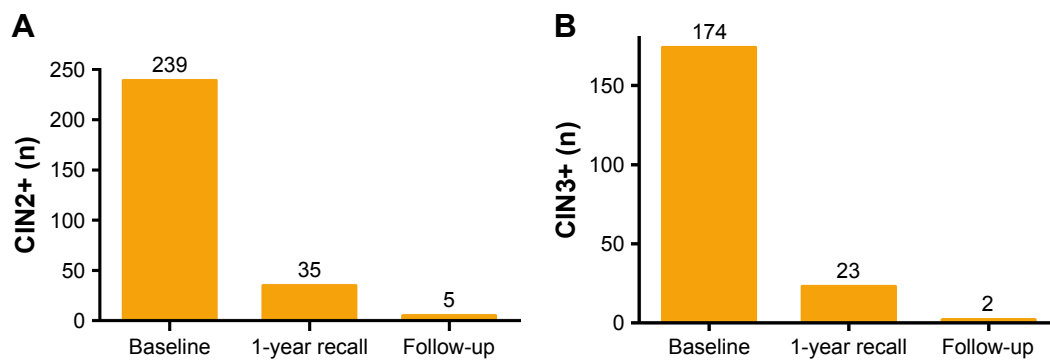 A
CIN2+ (n)
250
200
150
100
50
0
239
35
5
Baseline
1-year recall
Follow-up
B
CIN3+ (n)
150
100
50
0
174
23
2
Baseline
1-year recall
Follow-up